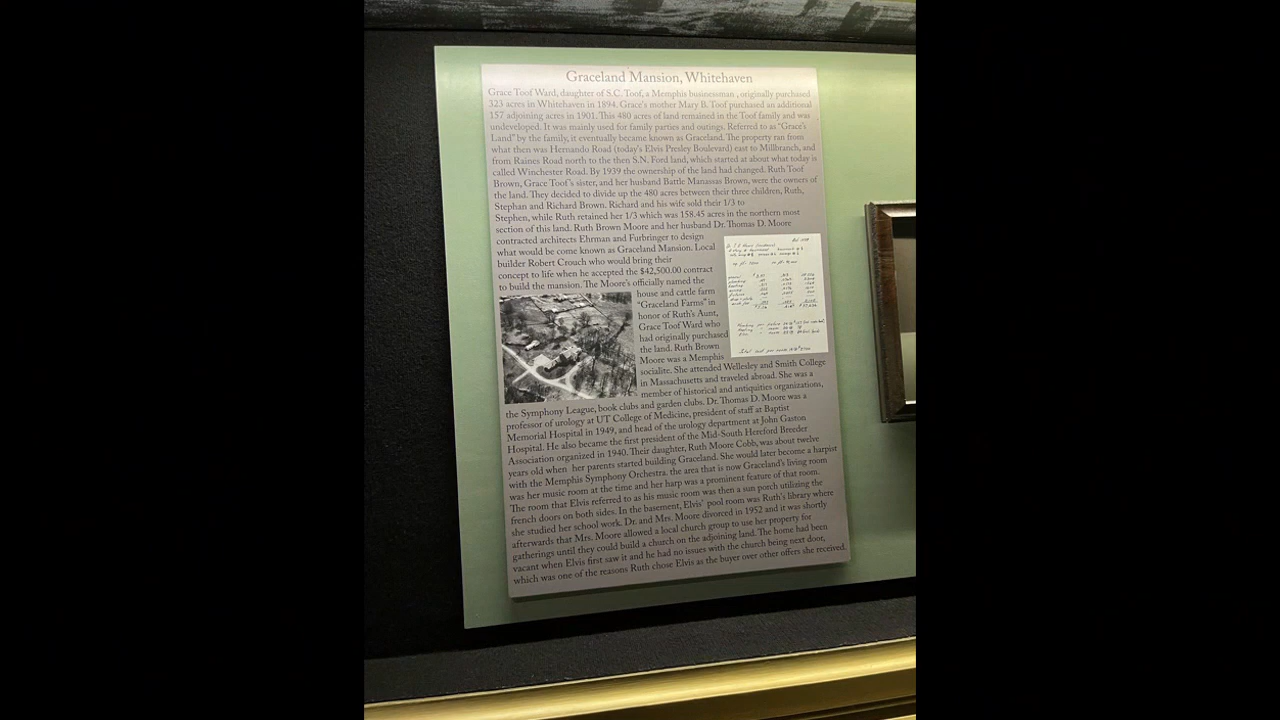 Graceland Mansion, Whitehaven
Grace Toof Ward, daughter of S.C. Toof, a Memphis businessman , originally purchased
323 acres in Whitehaven in 1894. Grace's mother Mary B. Toof purchased an additional
157 adjoining acres in 1901. This 480 acres of land remained in the Toof family and was
undeveloped. It was mainly used for family parties and outings. Referred to as "Grace's
Land" by the family, it eventually became known as Graceland. The property ran from
what then was Hernando Road (today's Elvis Presley Boulevard) east to Millbranch, and
from Raines Road north to the then S.N. Ford land, which started at about what today is
called Winchester Road. By 1939 the ownership of the land had changed. Ruth Toof
Brown, Grace Toof's sister, and her husband Battle Manassas Brown, were the owners of
the land. They decided to divide up the 480 acres between their three children, Ruth,
Stephan and Richard Brown. Richard and his wife sold their 1/3 to
Stephen, while Ruth retained her 1/3 which was 158.45 acres in the northern most
section of this land. Ruth Brown Moore and her husband Dr. Thomas D. Moore
contracted architects Ehrman and Furbringer to design
what would be come known as Graceland Mansion. Local
builder Robert Crouch who would bring their
concept to life when he accepted the $42,500.00 contract
to build the mansion. The Moore's officially named the
house and cattle farm
"Graceland Farms" in
honor of Ruth's Aunt,
Grace Toof Ward who
had originally purchased
the land. Ruth Brown
Moore was a Memphis
socialite. She attended Wellesley and Smith College
in Massachusetts and traveled abroad. She was a
member of historical and antiquities organizations,
the Symphony League, book clubs and garden clubs. Dr. Thomas D. Moore was a
professor of urology at UT College of Medicine, president of staff at Baptist
Memorial Hospital in 1949, and head of the urology department at John Gaston
Hospital. He also became the first president of the Mid-South Hereford Breeder
Association organized in 1940. Their daughter, Ruth Moore Cobb, was about twelve
years old when her parents started building Graceland. She would later become a harpist
with the Memphis Symphony Orchestra. the area that is now Graceland's living room
was her music room at the time and her harp was a prominent feature of that room.
The room that Elvis referred to as his music room was then a sun porch utilizing the
french doors on both sides. In the basement, Elvis' pool room was Ruth's library where
she studied her school work. Dr. and Mrs. Moore divorced in 1952 and it was shortly
afterwards that Mrs. Moore allowed a local church group to use her property for
gatherings until they could build a church on the adjoining land. The home had been
vacant when Elvis first saw it and he had no issues with the church being next door,
which was one of the reasons Ruth chose Elvis as the buyer over other offers she received.